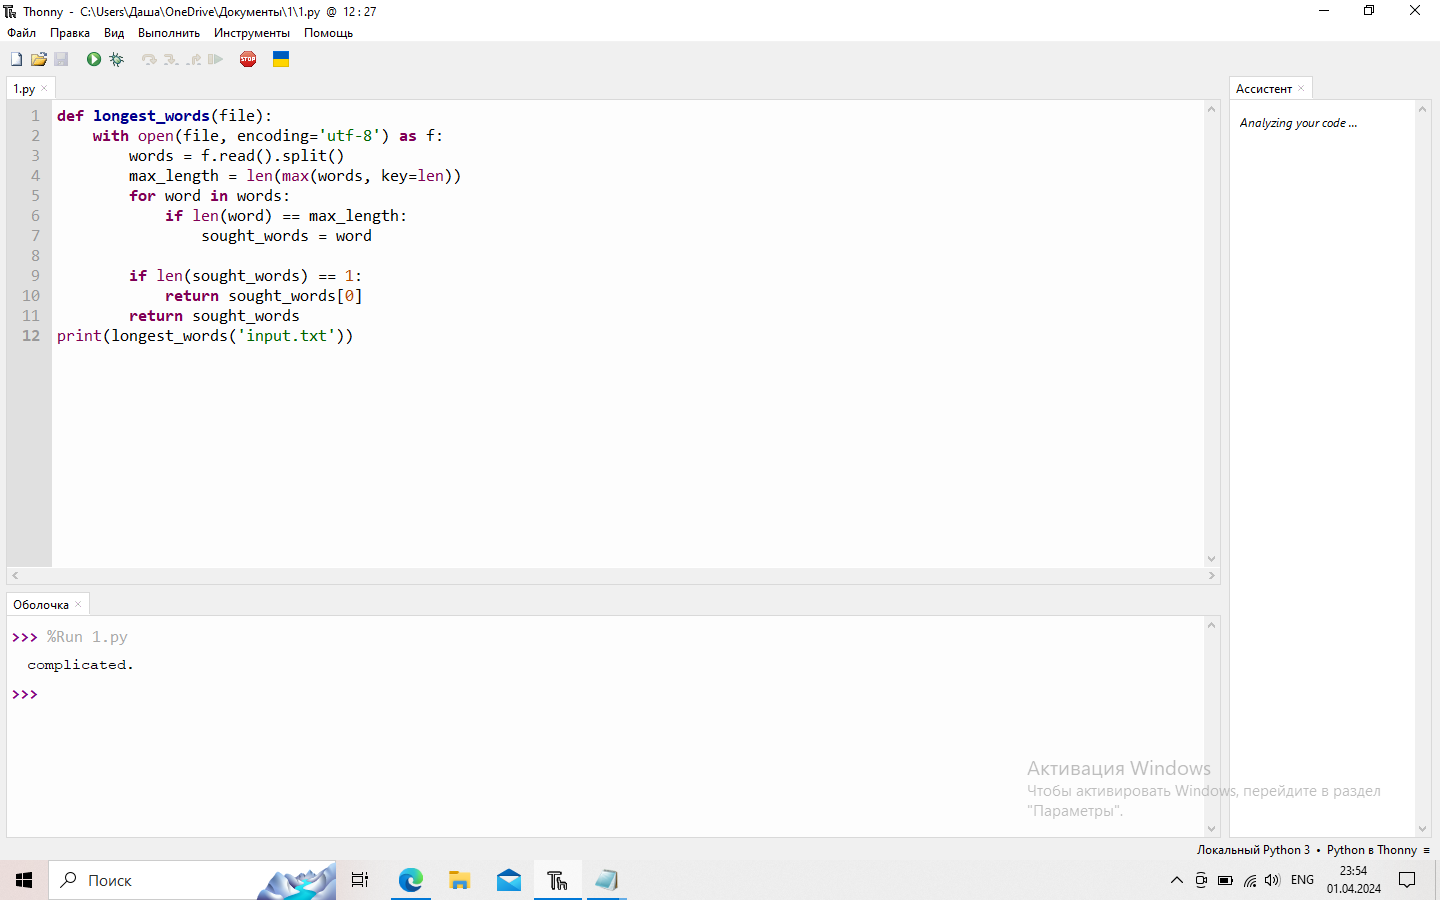 Thonny - C:\Users\Даша\OneDrive\Документы\1\1.py @ 12 : 27
Файл Правка Вид Выполнить Инструменты Помощь
STOP
1.py
Ассистент
1 def longest_words(file):
2 with open(file, encoding='utf-8') as f:
3 words = f.read().split()
4 max_length = len(max(words, key=len))
5 for word in words:
6 if len(word) == max_length:
7 sought_words = word
8
9 if len(sought_words) == 1:
10 return sought_words[0]
11 return sought_words
12 print(longest_words('input.txt'))
Analyzing your code ...
Оболочка
>>> %Run 1.py
complicated.
>>>
Активация Windows
Чтобы активировать Windows, перейдите в раздел
"Параметры".
Локальный Python 3 • Python в Thonny ≡
Поиск
ENG
23:54
01.04.2024